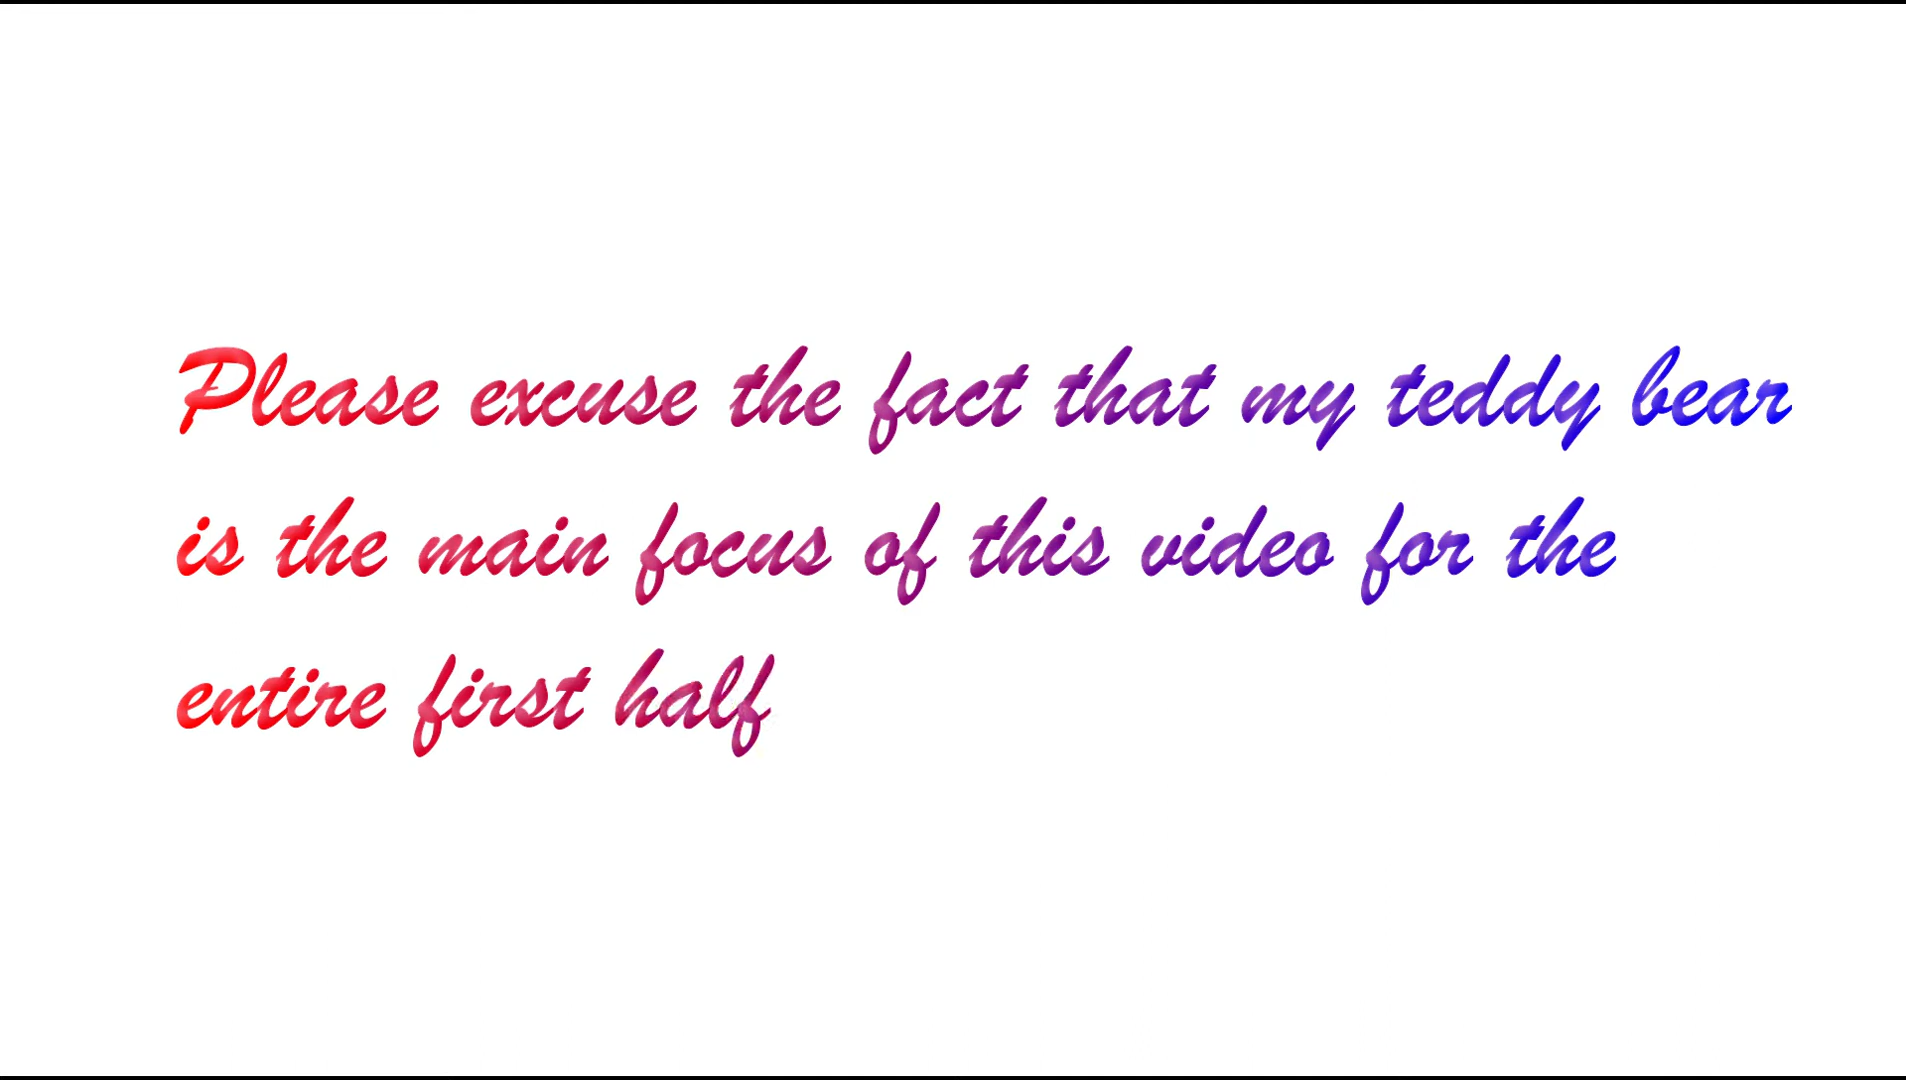 Please excuse the fact that my teddy bear
is the main focus of this video for the
entire first half